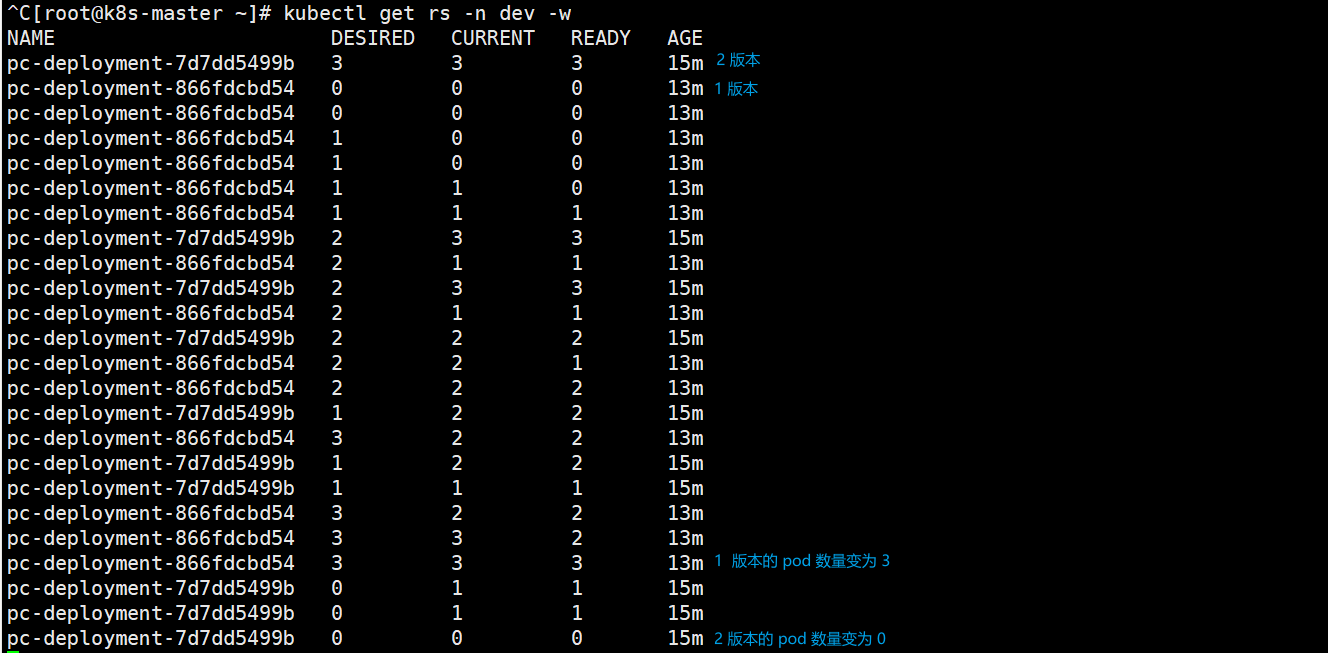 ^C[root@k8s-master ~]# kubectl get rs -n dev -w
NAME DESIRED CURRENT READY AGE
pc-deployment-7d7dd5499b 3 3 3 15m 2 版本
pc-deployment-866fdcbd54 0 0 0 13m 1 版本
pc-deployment-866fdcbd54 0 0 0 13m
pc-deployment-866fdcbd54 1 0 0 13m
pc-deployment-866fdcbd54 1 0 0 13m
pc-deployment-866fdcbd54 1 1 0 13m
pc-deployment-866fdcbd54 1 1 1 13m
pc-deployment-7d7dd5499b 2 3 3 15m
pc-deployment-866fdcbd54 2 1 1 13m
pc-deployment-7d7dd5499b 2 3 3 15m
pc-deployment-866fdcbd54 2 1 1 13m
pc-deployment-7d7dd5499b 2 2 2 15m
pc-deployment-866fdcbd54 2 2 1 13m
pc-deployment-866fdcbd54 2 2 2 13m
pc-deployment-7d7dd5499b 1 2 2 15m
pc-deployment-866fdcbd54 3 2 2 13m
pc-deployment-7d7dd5499b 1 2 2 15m
pc-deployment-7d7dd5499b 1 1 1 15m
pc-deployment-866fdcbd54 3 2 2 13m
pc-deployment-866fdcbd54 3 3 2 13m
pc-deployment-866fdcbd54 3 3 3 13m 1 版本的 pod 数量变为 3
pc-deployment-7d7dd5499b 0 1 1 15m
pc-deployment-7d7dd5499b 0 1 1 15m
pc-deployment-7d7dd5499b 0 0 0 15m 2 版本的 pod 数量变为 0